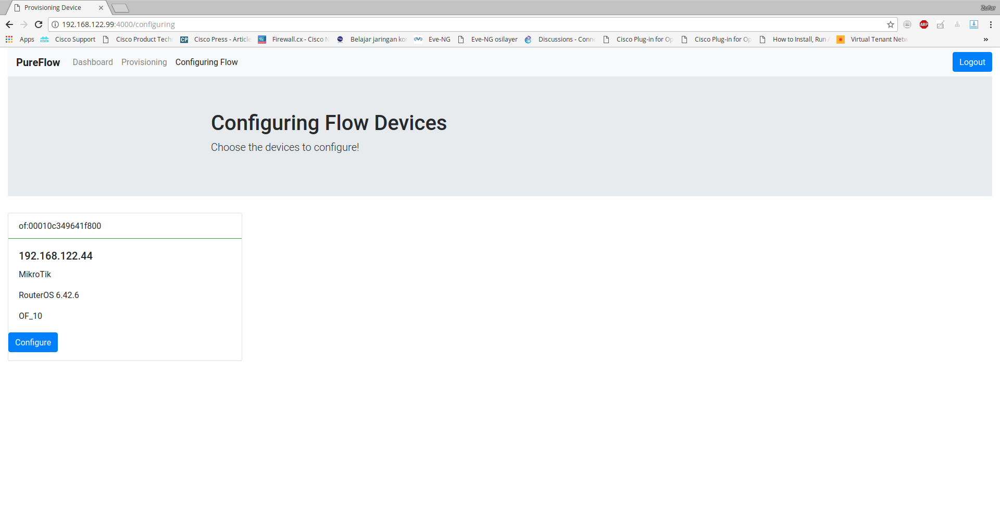 Provisioning Device
Zufar
192.168.122.99:4000/configuring
ABP
Apps Cisco Support Cisco Product Tech Cisco Press - Article Firewall.cx - Cisco N Belajar jaringan ko Eve-NG Eve-NG osilayer Discussions - Conn Cisco Plug-in for Op Cisco Plug-in for Op How to Install, Run Virtual Tenant Netw »
PureFlow Dashboard Provisioning Configuring Flow Logout
Configuring Flow Devices
Choose the devices to configure!
of:00010c349641f800
192.168.122.44
MikroTik
RouterOS 6.42.6
OF_10
Configure